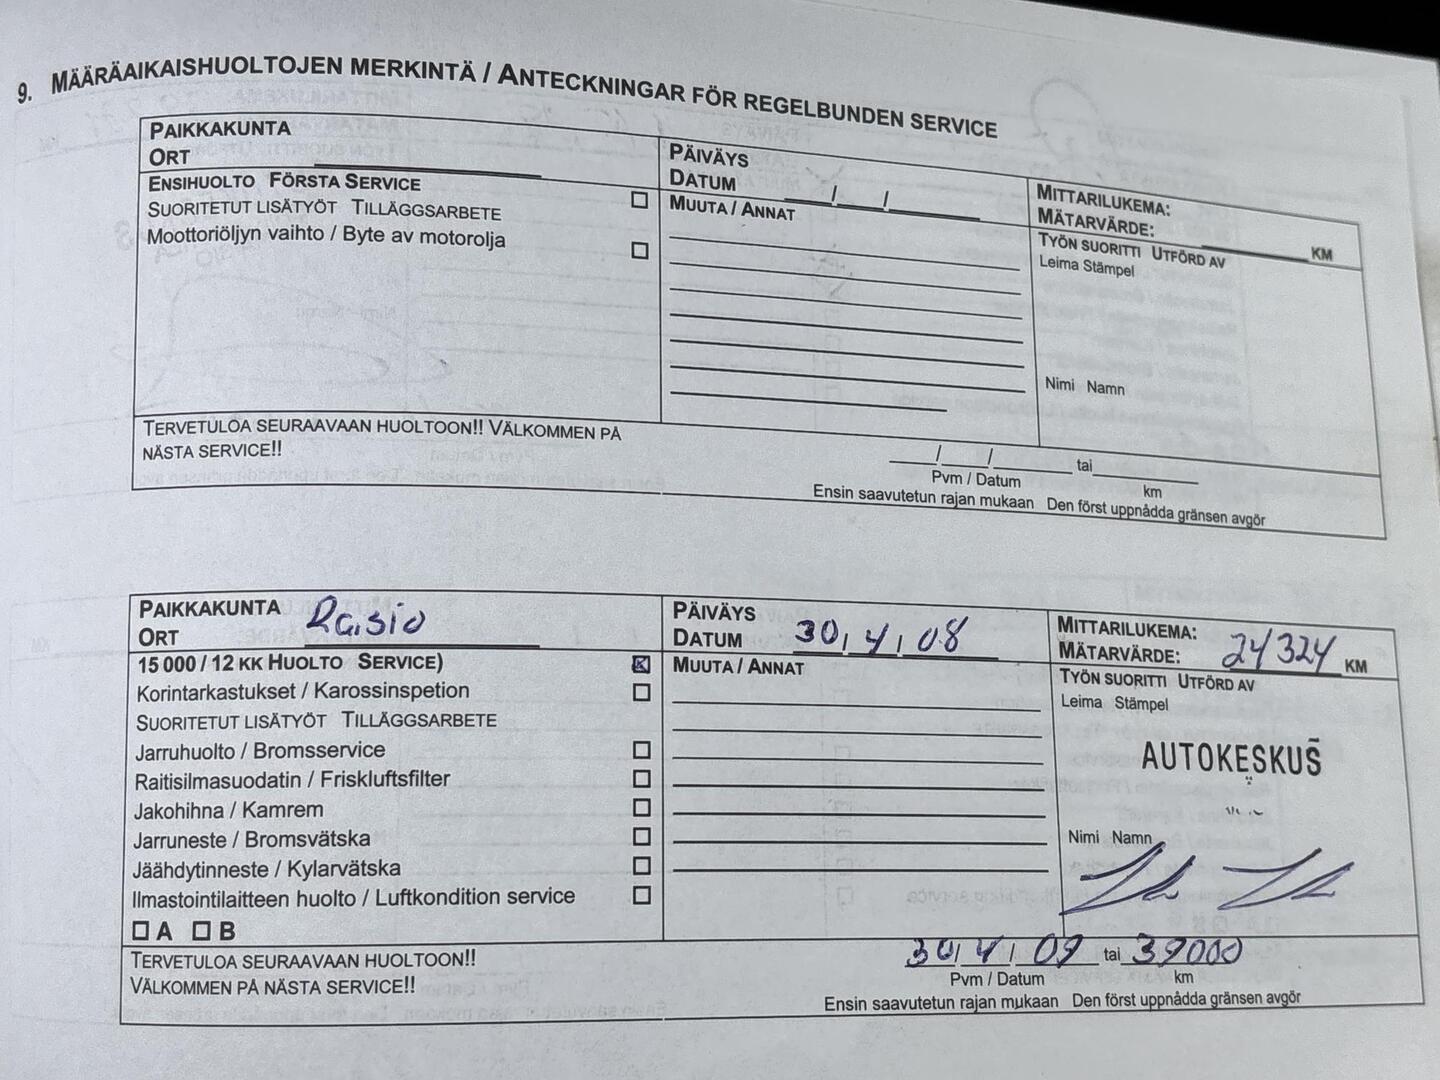 9. MÄÄRÄAIKAISHUOLTOJEN MERKINTÄ / ANTECKNINGAR FÖR REGELBUNDEN SERVICE
PAIKKAKUNTA
ORT
PÄIVÄYS
DATUM / /
MITTARILUKEMA:
MÄTARVÄRDE: KM
ENSIHUOLTO FÖRSTA SERVICE
SUORITETUT LISÄTYÖT TILLÄGGSARBETE
Moottoriöljyn vaihto / Byte av motorolja
MUUTA / ANNAT
TYÖN SUORITTI UTFÖRD AV
Leima Stämpel
Nimi Namn
TERVETULOA SEURAAVAAN HUOLTOON!! VÄLKOMMEN PÅ
NÄSTA SERVICE!!
/ / tai
Pvm / Datum km
Ensin saavutetun rajan mukaan Den först uppnådda gränsen avgör
PAIKKAKUNTA
ORT Raisio
PÄIVÄYS
DATUM 30 / 4 / 08
MITTARILUKEMA:
MÄTARVÄRDE: 24324 KM
15 000 / 12 KK HUOLTO SERVICE)
Korintarkastukset / Karossinspetion
SUORITETUT LISÄTYÖT TILLÄGGSARBETE
Jarruhuolto / Bromsservice
Raitisilmasuodatin / Friskluftsfilter
Jakohihna / Kamrem
Jarruneste / Bromsvätska
Jäähdytinneste / Kylarvätska
Ilmastointilaitteen huolto / Luftkondition service
A B
MUUTA / ANNAT
TYÖN SUORITTI UTFÖRD AV
Leima Stämpel
AUTOKESKUS
Nimi Namn
TERVETULOA SEURAAVAAN HUOLTOON!!
VÄLKOMMEN PÅ NÄSTA SERVICE!!
30 / 4 / 09 tai 39000
Pvm / Datum km
Ensin saavutetun rajan mukaan Den först uppnådda gränsen avgör